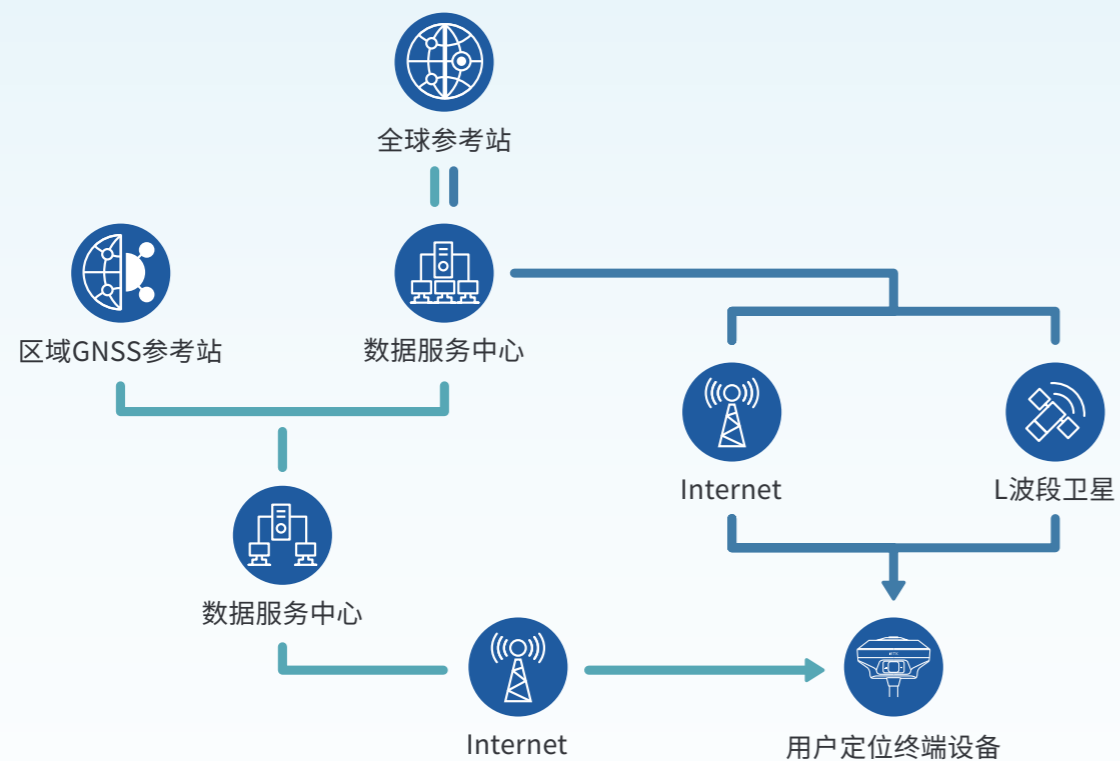 全球参考站
区域GNSS参考站
数据服务中心
Internet
L波段卫星
数据服务中心
Internet
用户定位终端设备